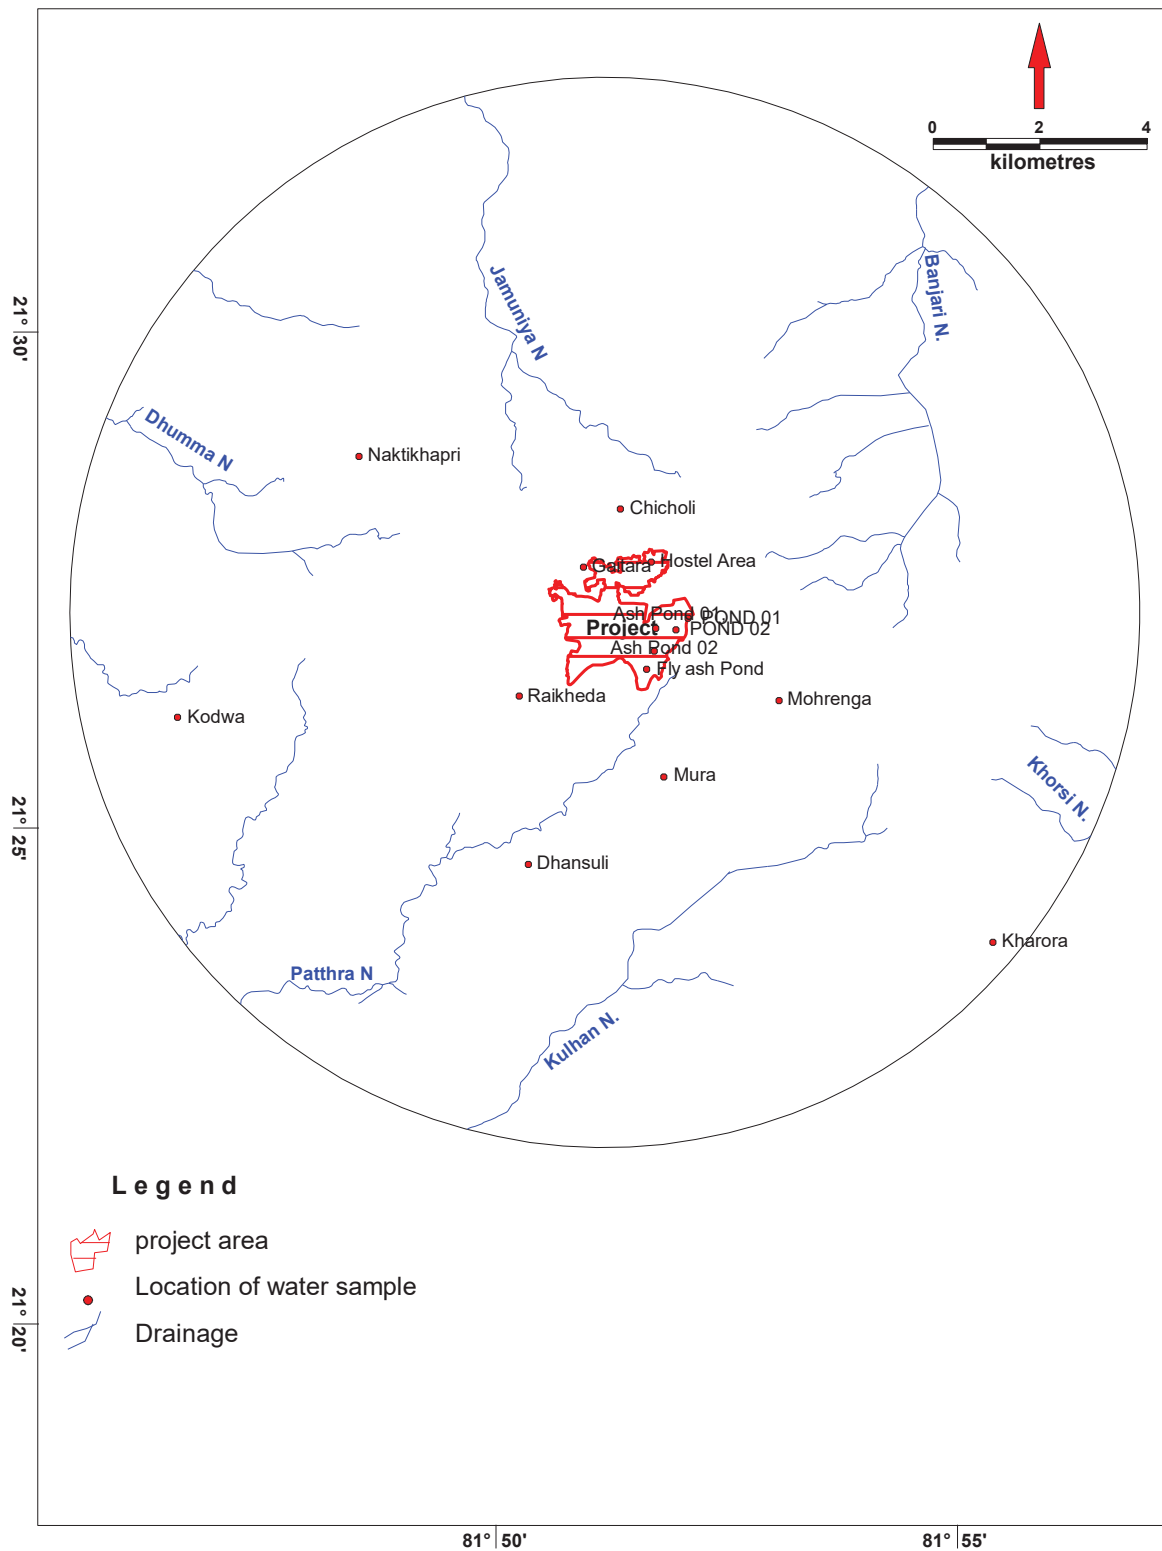 0 2 4
kilometres
Jamuniya N
Banjari N.
21° 30'
Dhumma N
Naktikhapri
Chicholi
Gaitara
Hostel Area
Ash Pond 01
POND 01
Project
POND 02
Ash Pond 02
Fly ash Pond
Raikheda
Mohrenga
Kodwa
Khorsi N.
Mura
21° 25'
Dhansuli
Kharora
Patthra N
Kulhan N.
Legend
project area
Location of water sample
Drainage
21° 20'
81° 50'
81° 55'